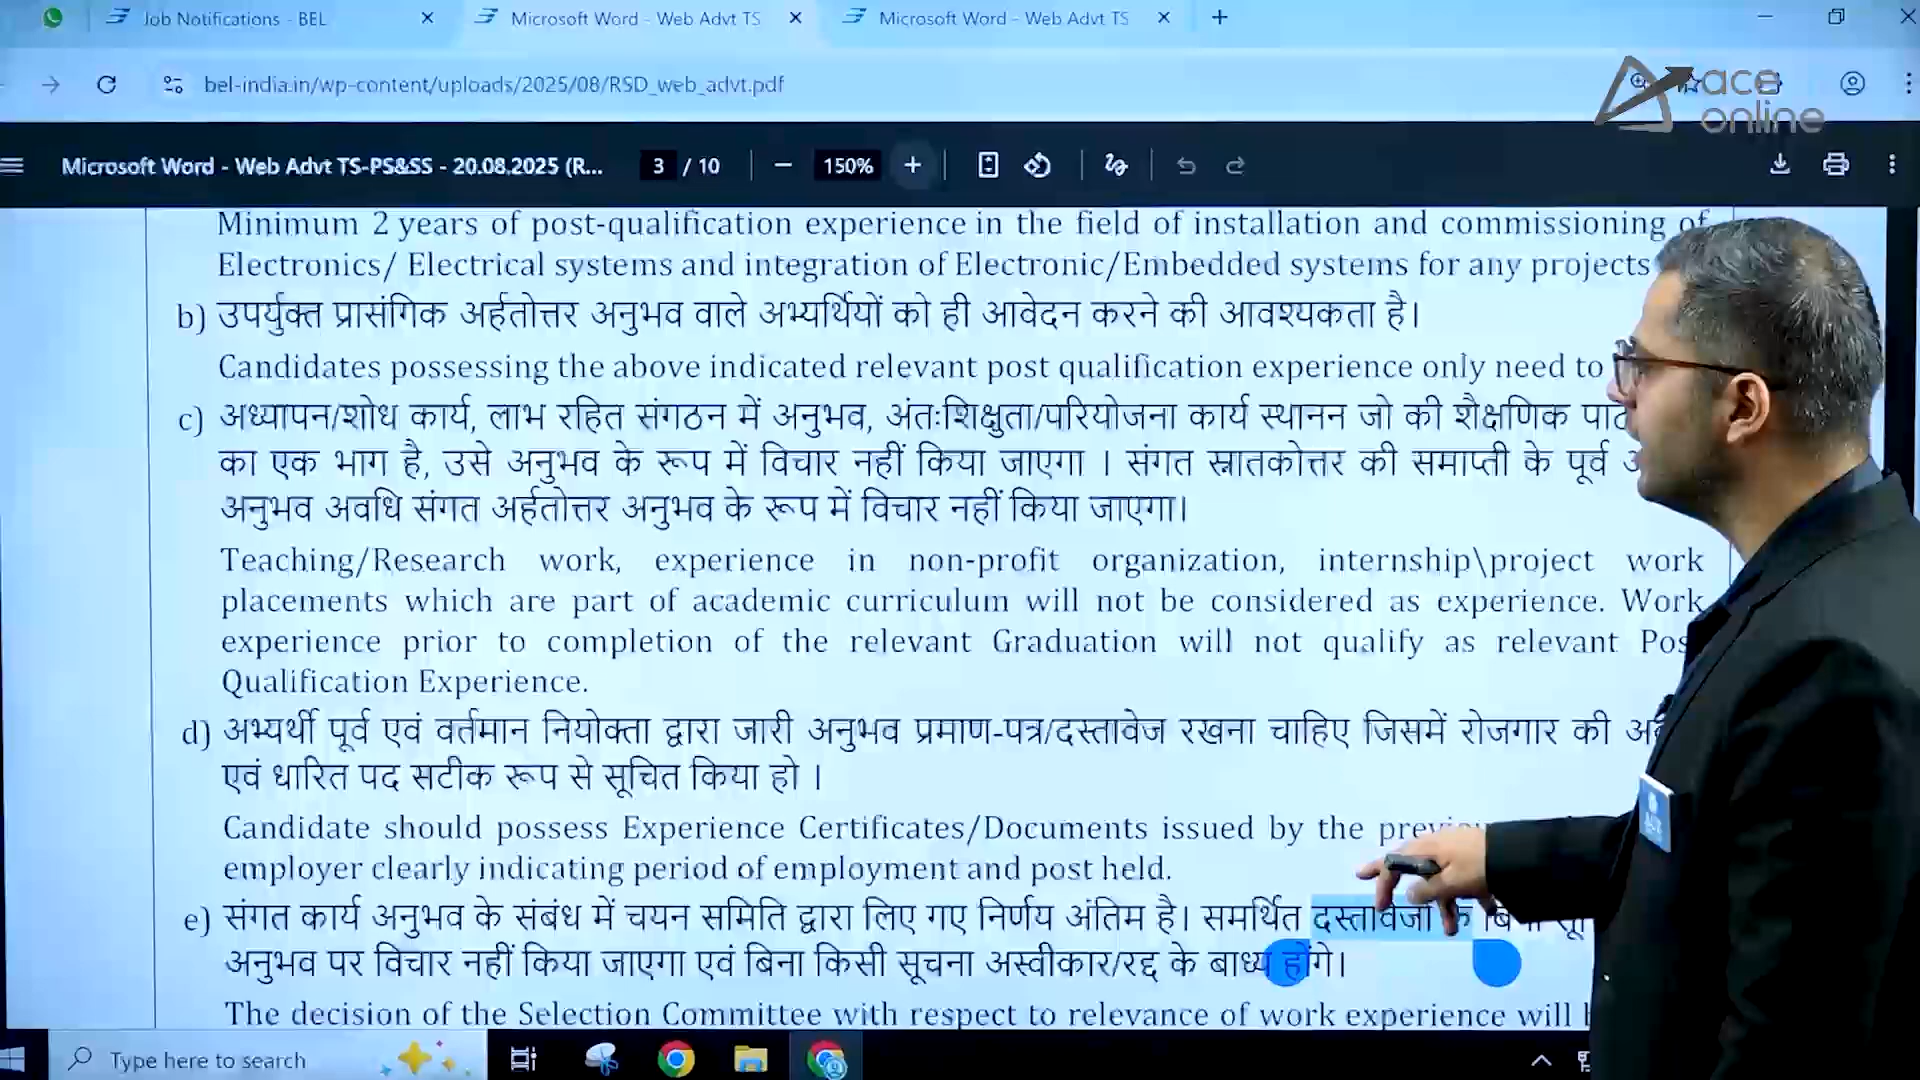 Job Notifications - BEL
Microsoft Word - Web Advt TS
Microsoft Word - Web Advt TS
bel-india.in/wp-content/uploads/2025/08/RSD_web_advt.pdf
ace
online
Microsoft Word - Web Advt TS-PS&SS - 20.08.2025 (R... 3 / 10 150%
Minimum 2 years of post-qualification experience in the field of installation and commissioning of
Electronics/ Electrical systems and integration of Electronic/Embedded systems for any projects
b) उपर्युक्त प्रासंगिक अर्हतोत्तर अनुभव वाले अभ्यर्थियों को ही आवेदन करने की आवश्यकता है।
Candidates possessing the above indicated relevant post qualification experience only need to
c) अध्यापन/शोध कार्य, लाभ रहित संगठन में अनुभव, अंतःशिक्षुता/परियोजना कार्य स्थानन जो की शैक्षणिक
का एक भाग है, उसे अनुभव के रूप में विचार नहीं किया जाएगा । संगत स्नातकोत्तर की समाप्ती के पूर्व
अनुभव अवधि संगत अर्हतोत्तर अनुभव के रूप में विचार नहीं किया जाएगा।
Teaching/Research work, experience in non-profit organization, internship\project work
placements which are part of academic curriculum will not be considered as experience. Work
experience prior to completion of the relevant Graduation will not qualify as relevant
Qualification Experience.
d) अभ्यर्थी पूर्व एवं वर्तमान नियोक्ता द्वारा जारी अनुभव प्रमाण-पत्र/दस्तावेज रखना चाहिए जिसमें रोजगार की
एवं धारित पद सटीक रूप से सूचित किया हो ।
Candidate should possess Experience Certificates/Documents issued by the
employer clearly indicating period of employment and post held.
e) संगत कार्य अनुभव के संबंध में चयन समिति द्वारा लिए गए निर्णय अंतिम है। समर्थित दस्तावेजों के
अनुभव पर विचार नहीं किया जाएगा एवं बिना किसी सूचना अस्वीकार/रद्द के बाध्य होंगे।
The decision of the Selection Committee with respect to relevance of work experience will
Type here to search